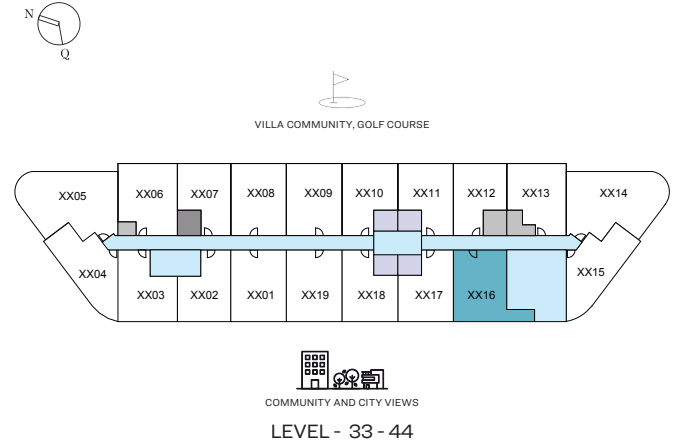 N
Q
VILLA COMMUNITY, GOLF COURSE
XX05
XX06
XX07
XX08
XX09
XX10
XX11
XX12
XX13
XX14
XX04
XX03
XX02
XX01
XX19
XX18
XX17
XX16
XX15
COMMUNITY AND CITY VIEWS
LEVEL - 33 - 44